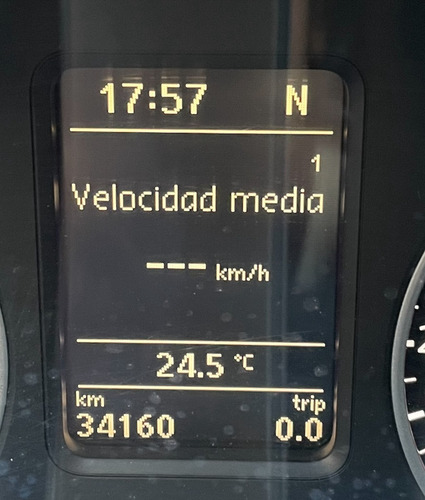 17:57 N
1
Velocidad media
--- km/h
24.5 °C
km trip
34160 0.0